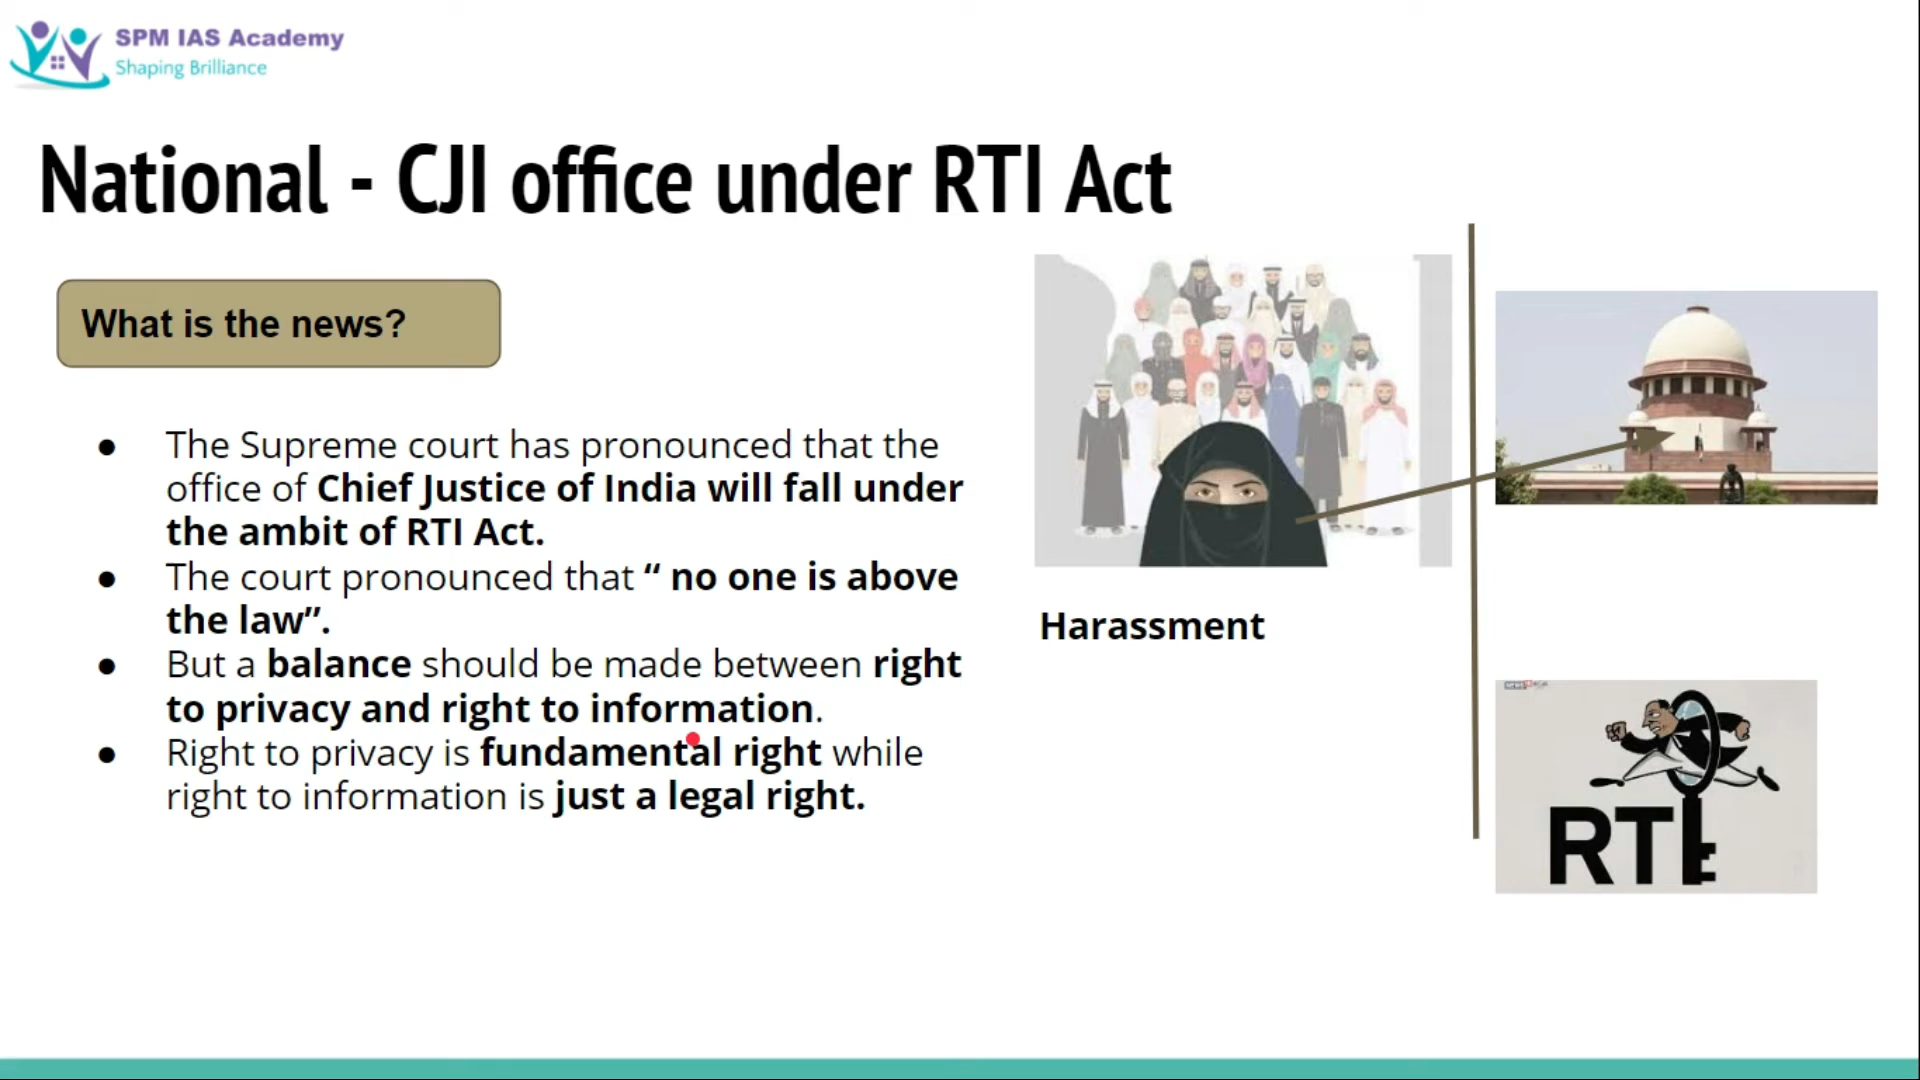 SPM IAS Academy
Shaping Brilliance
National - CJI office under RTI Act
What is the news?
● The Supreme court has pronounced that the
office of Chief Justice of India will fall under
the ambit of RTI Act.
● The court pronounced that “ no one is above
the law”.
● But a balance should be made between right
to privacy and right to information.
● Right to privacy is fundamental right while
right to information is just a legal right.
Harassment
RTI